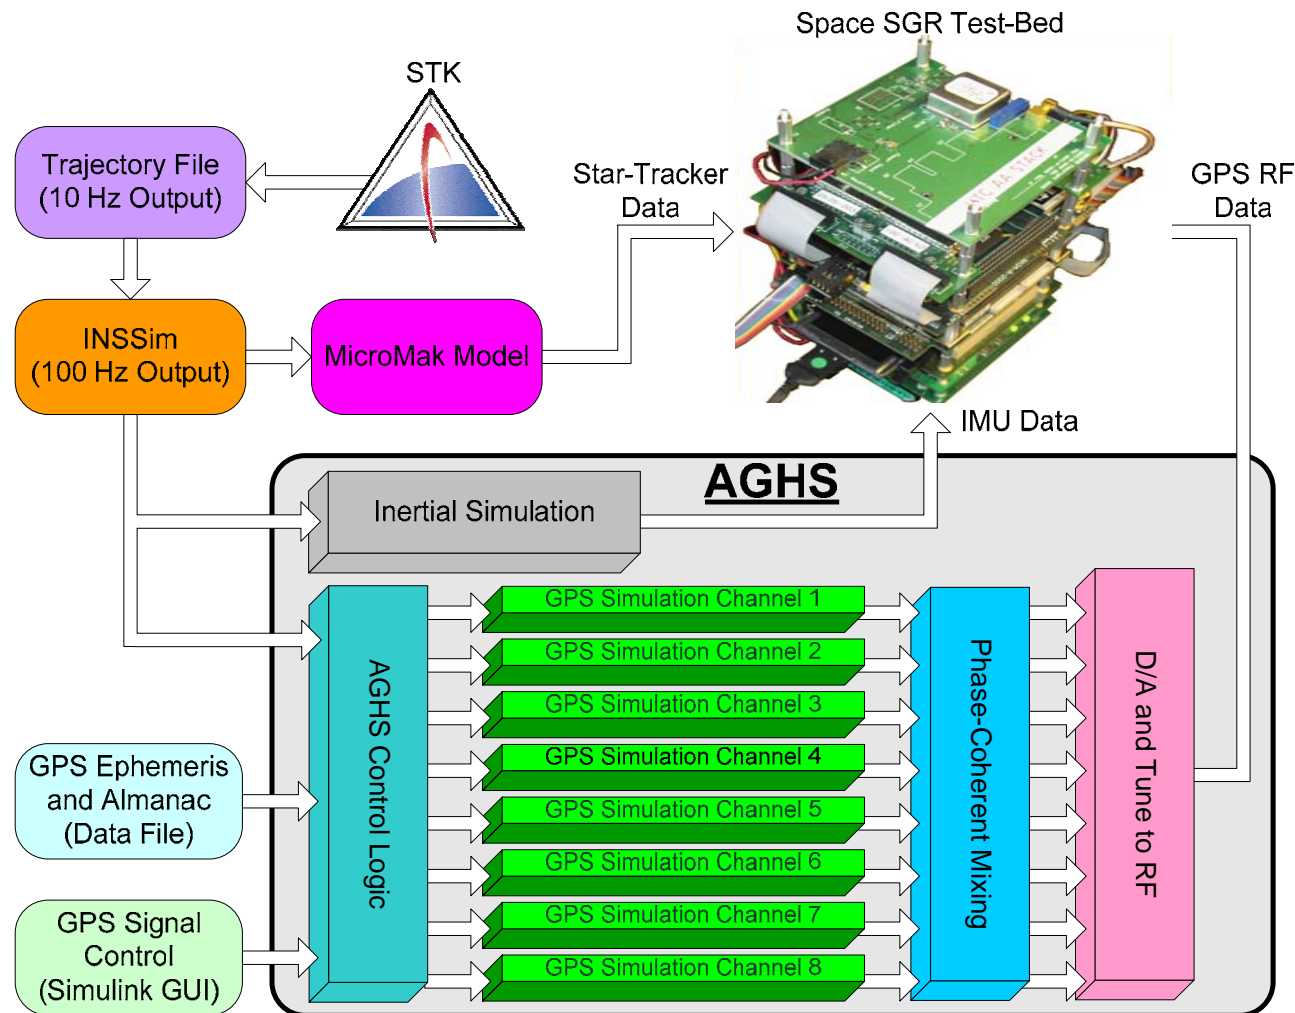 Space SGR Test-Bed
STK
Trajectory File
(10 Hz Output)
Star-Tracker
Data
GPS RF
Data
ATC AA STACK
INSSim
(100 Hz Output)
MicroMak Model
IMU Data
AGHS
Inertial Simulation
AGHS Control Logic
GPS Simulation Channel 1
GPS Simulation Channel 2
GPS Simulation Channel 3
GPS Simulation Channel 4
GPS Simulation Channel 5
GPS Simulation Channel 6
GPS Simulation Channel 7
GPS Simulation Channel 8
Phase-Coherent Mixing
D/A and Tune to RF
GPS Ephemeris
and Almanac
(Data File)
GPS Signal
Control
(Simulink GUI)